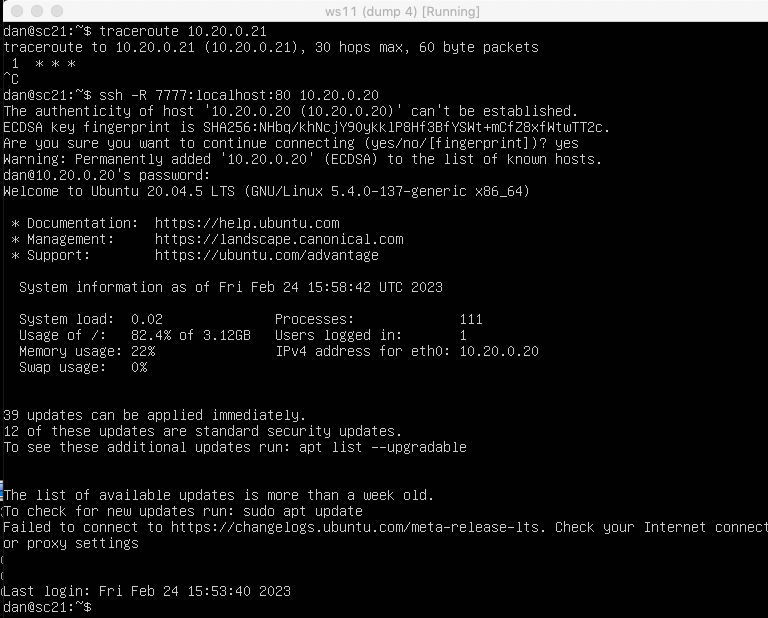 ws11 (dump 4) [Running]
dan@sc21:~$ traceroute 10.20.0.21
traceroute to 10.20.0.21 (10.20.0.21), 30 hops max, 60 byte packets
 1  * * *
^C
dan@sc21:~$ ssh -R 7777:localhost:80 10.20.0.20
The authenticity of host '10.20.0.20 (10.20.0.20)' can't be established.
ECDSA key fingerprint is SHA256:NHbq/khNcjY90ykklP8Hf3BfYSWt+mCfZ8xfWtwTT2c.
Are you sure you want to continue connecting (yes/no/[fingerprint])? yes
Warning: Permanently added '10.20.0.20' (ECDSA) to the list of known hosts.
dan@10.20.0.20's password:
Welcome to Ubuntu 20.04.5 LTS (GNU/Linux 5.4.0-137-generic x86_64)
 * Documentation:  https://help.ubuntu.com
 * Management:     https://landscape.canonical.com
 * Support:        https://ubuntu.com/advantage
  System information as of Fri Feb 24 15:58:42 UTC 2023
  System load:  0.02              Processes:             111
  Usage of /:   82.4% of 3.12GB   Users logged in:       1
  Memory usage: 22%               IPv4 address for eth0: 10.20.0.20
  Swap usage:   0%
39 updates can be applied immediately.
12 of these updates are standard security updates.
To see these additional updates run: apt list --upgradable
The list of available updates is more than a week old.
To check for new updates run: sudo apt update
Failed to connect to https://changelogs.ubuntu.com/meta-release-lts. Check your Internet connect
or proxy settings
Last login: Fri Feb 24 15:53:40 2023
dan@sc21:~$